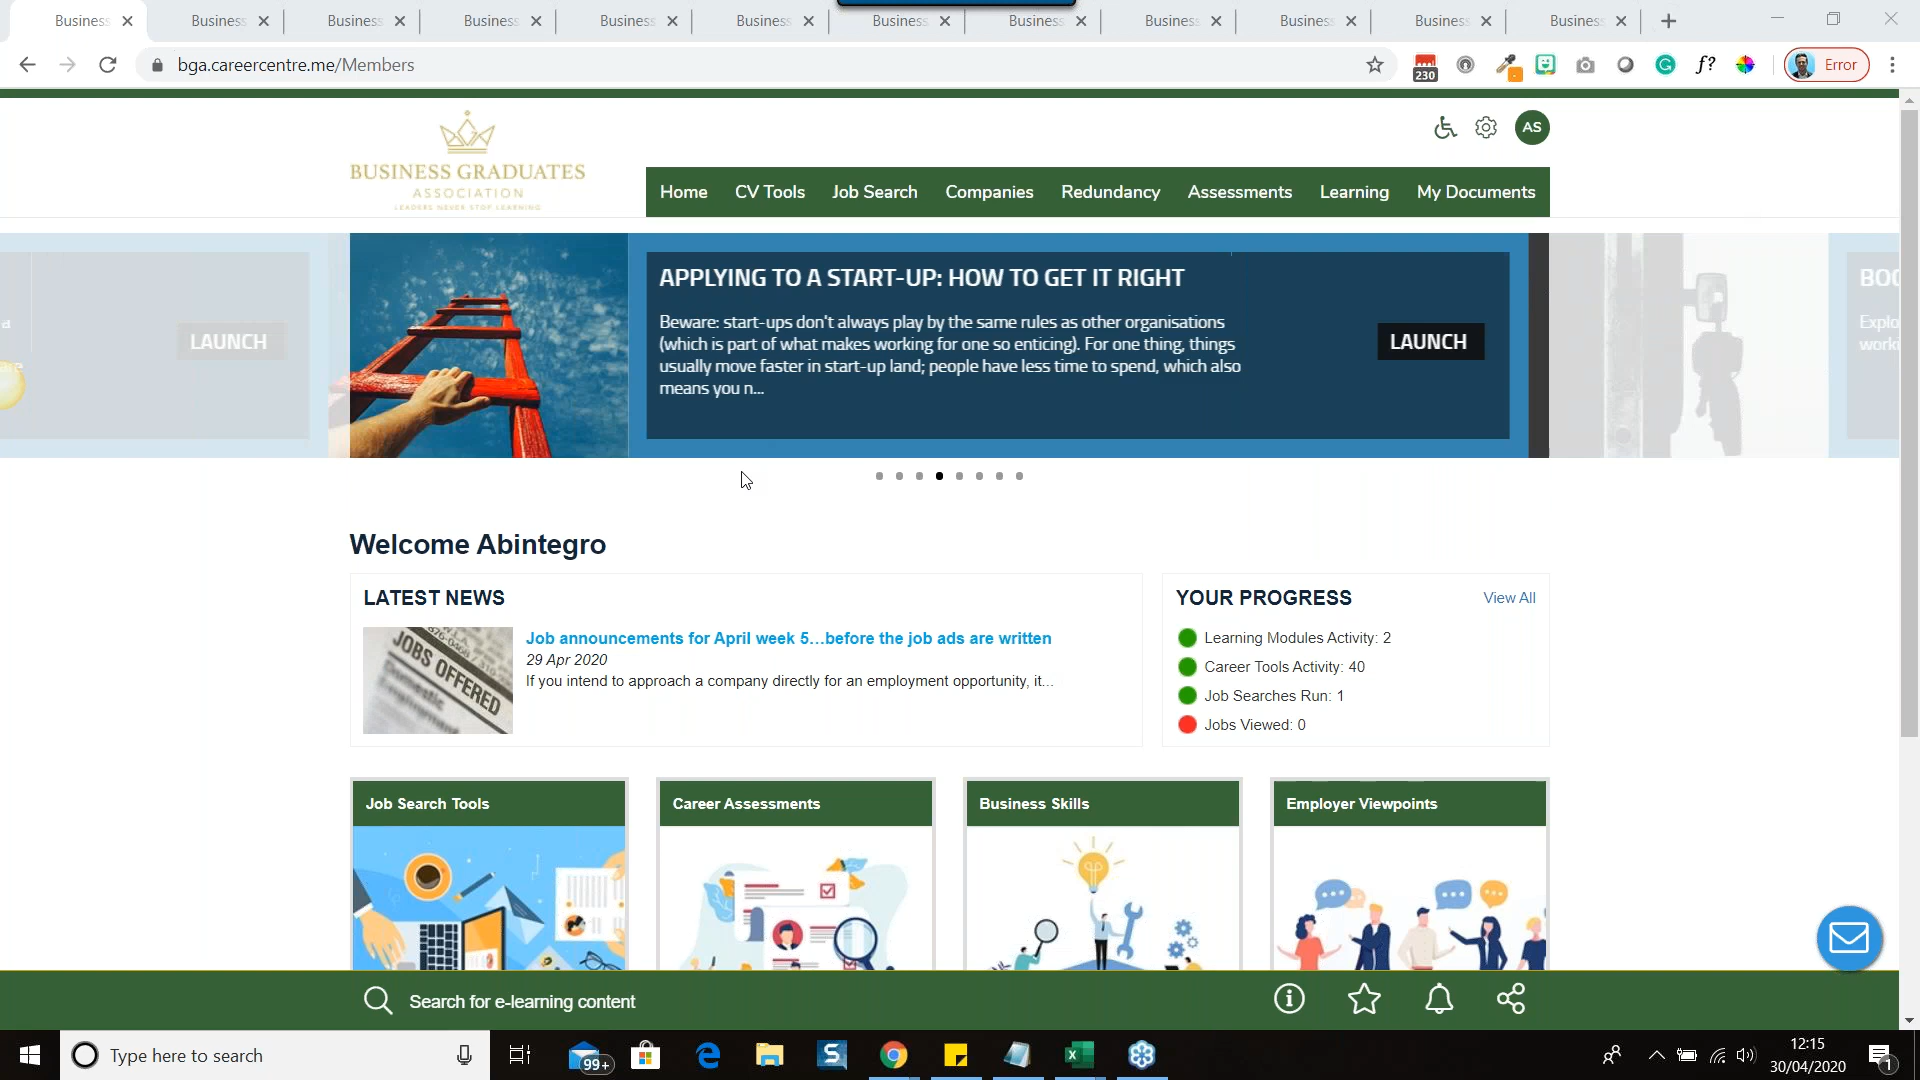 Business
Business
Business
Business
Business
Business
Business
Business
Business
Business
Business
Business
bga.careercentre.me/Members
230
f?
Error
BUSINESS GRADUATES
ASSOCIATION
LEADERS NEVER STOP LEARNING
AS
Home
CV Tools
Job Search
Companies
Redundancy
Assessments
Learning
My Documents
LAUNCH
APPLYING TO A START-UP: HOW TO GET IT RIGHT
Beware: start-ups don't always play by the same rules as other organisations
(which is part of what makes working for one so enticing). For one thing, things
usually move faster in start-up land; people have less time to spend, which also
means you n...
LAUNCH
BOO
Explo
worki
Welcome Abintegro
LATEST NEWS
JOBS OFFERED
Job announcements for April week 5...before the job ads are written
29 Apr 2020
If you intend to approach a company directly for an employment opportunity, it...
YOUR PROGRESS
View All
Learning Modules Activity: 2
Career Tools Activity: 40
Job Searches Run: 1
Jobs Viewed: 0
Job Search Tools
Career Assessments
Business Skills
Employer Viewpoints
Search for e-learning content
Type here to search
99+
12:15
30/04/2020
1